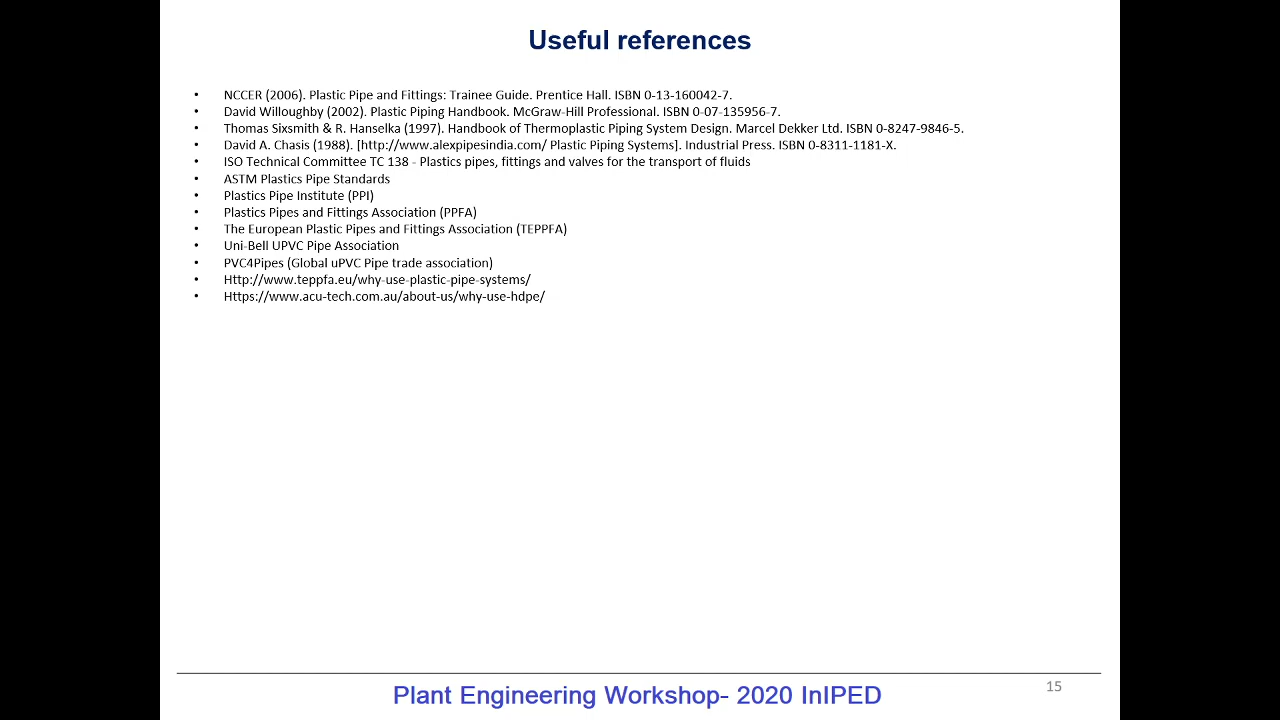 Useful references
• NCCER (2006). Plastic Pipe and Fittings: Trainee Guide. Prentice Hall. ISBN 0-13-160042-7.
• David Willoughby (2002). Plastic Piping Handbook. McGraw-Hill Professional. ISBN 0-07-135956-7.
• Thomas Sixsmith & R. Hanselka (1997). Handbook of Thermoplastic Piping System Design. Marcel Dekker Ltd. ISBN 0-8247-9846-5.
• David A. Chasis (1988). [http://www.alexpipesindia.com/ Plastic Piping Systems]. Industrial Press. ISBN 0-8311-1181-X.
• ISO Technical Committee TC 138 - Plastics pipes, fittings and valves for the transport of fluids
• ASTM Plastics Pipe Standards
• Plastics Pipe Institute (PPI)
• Plastics Pipes and Fittings Association (PPFA)
• The European Plastic Pipes and Fittings Association (TEPPFA)
• Uni-Bell UPVC Pipe Association
• PVC4Pipes (Global uPVC Pipe trade association)
• Http://www.teppfa.eu/why-use-plastic-pipe-systems/
• Https://www.acu-tech.com.au/about-us/why-use-hdpe/
Plant Engineering Workshop- 2020 InIPED
15